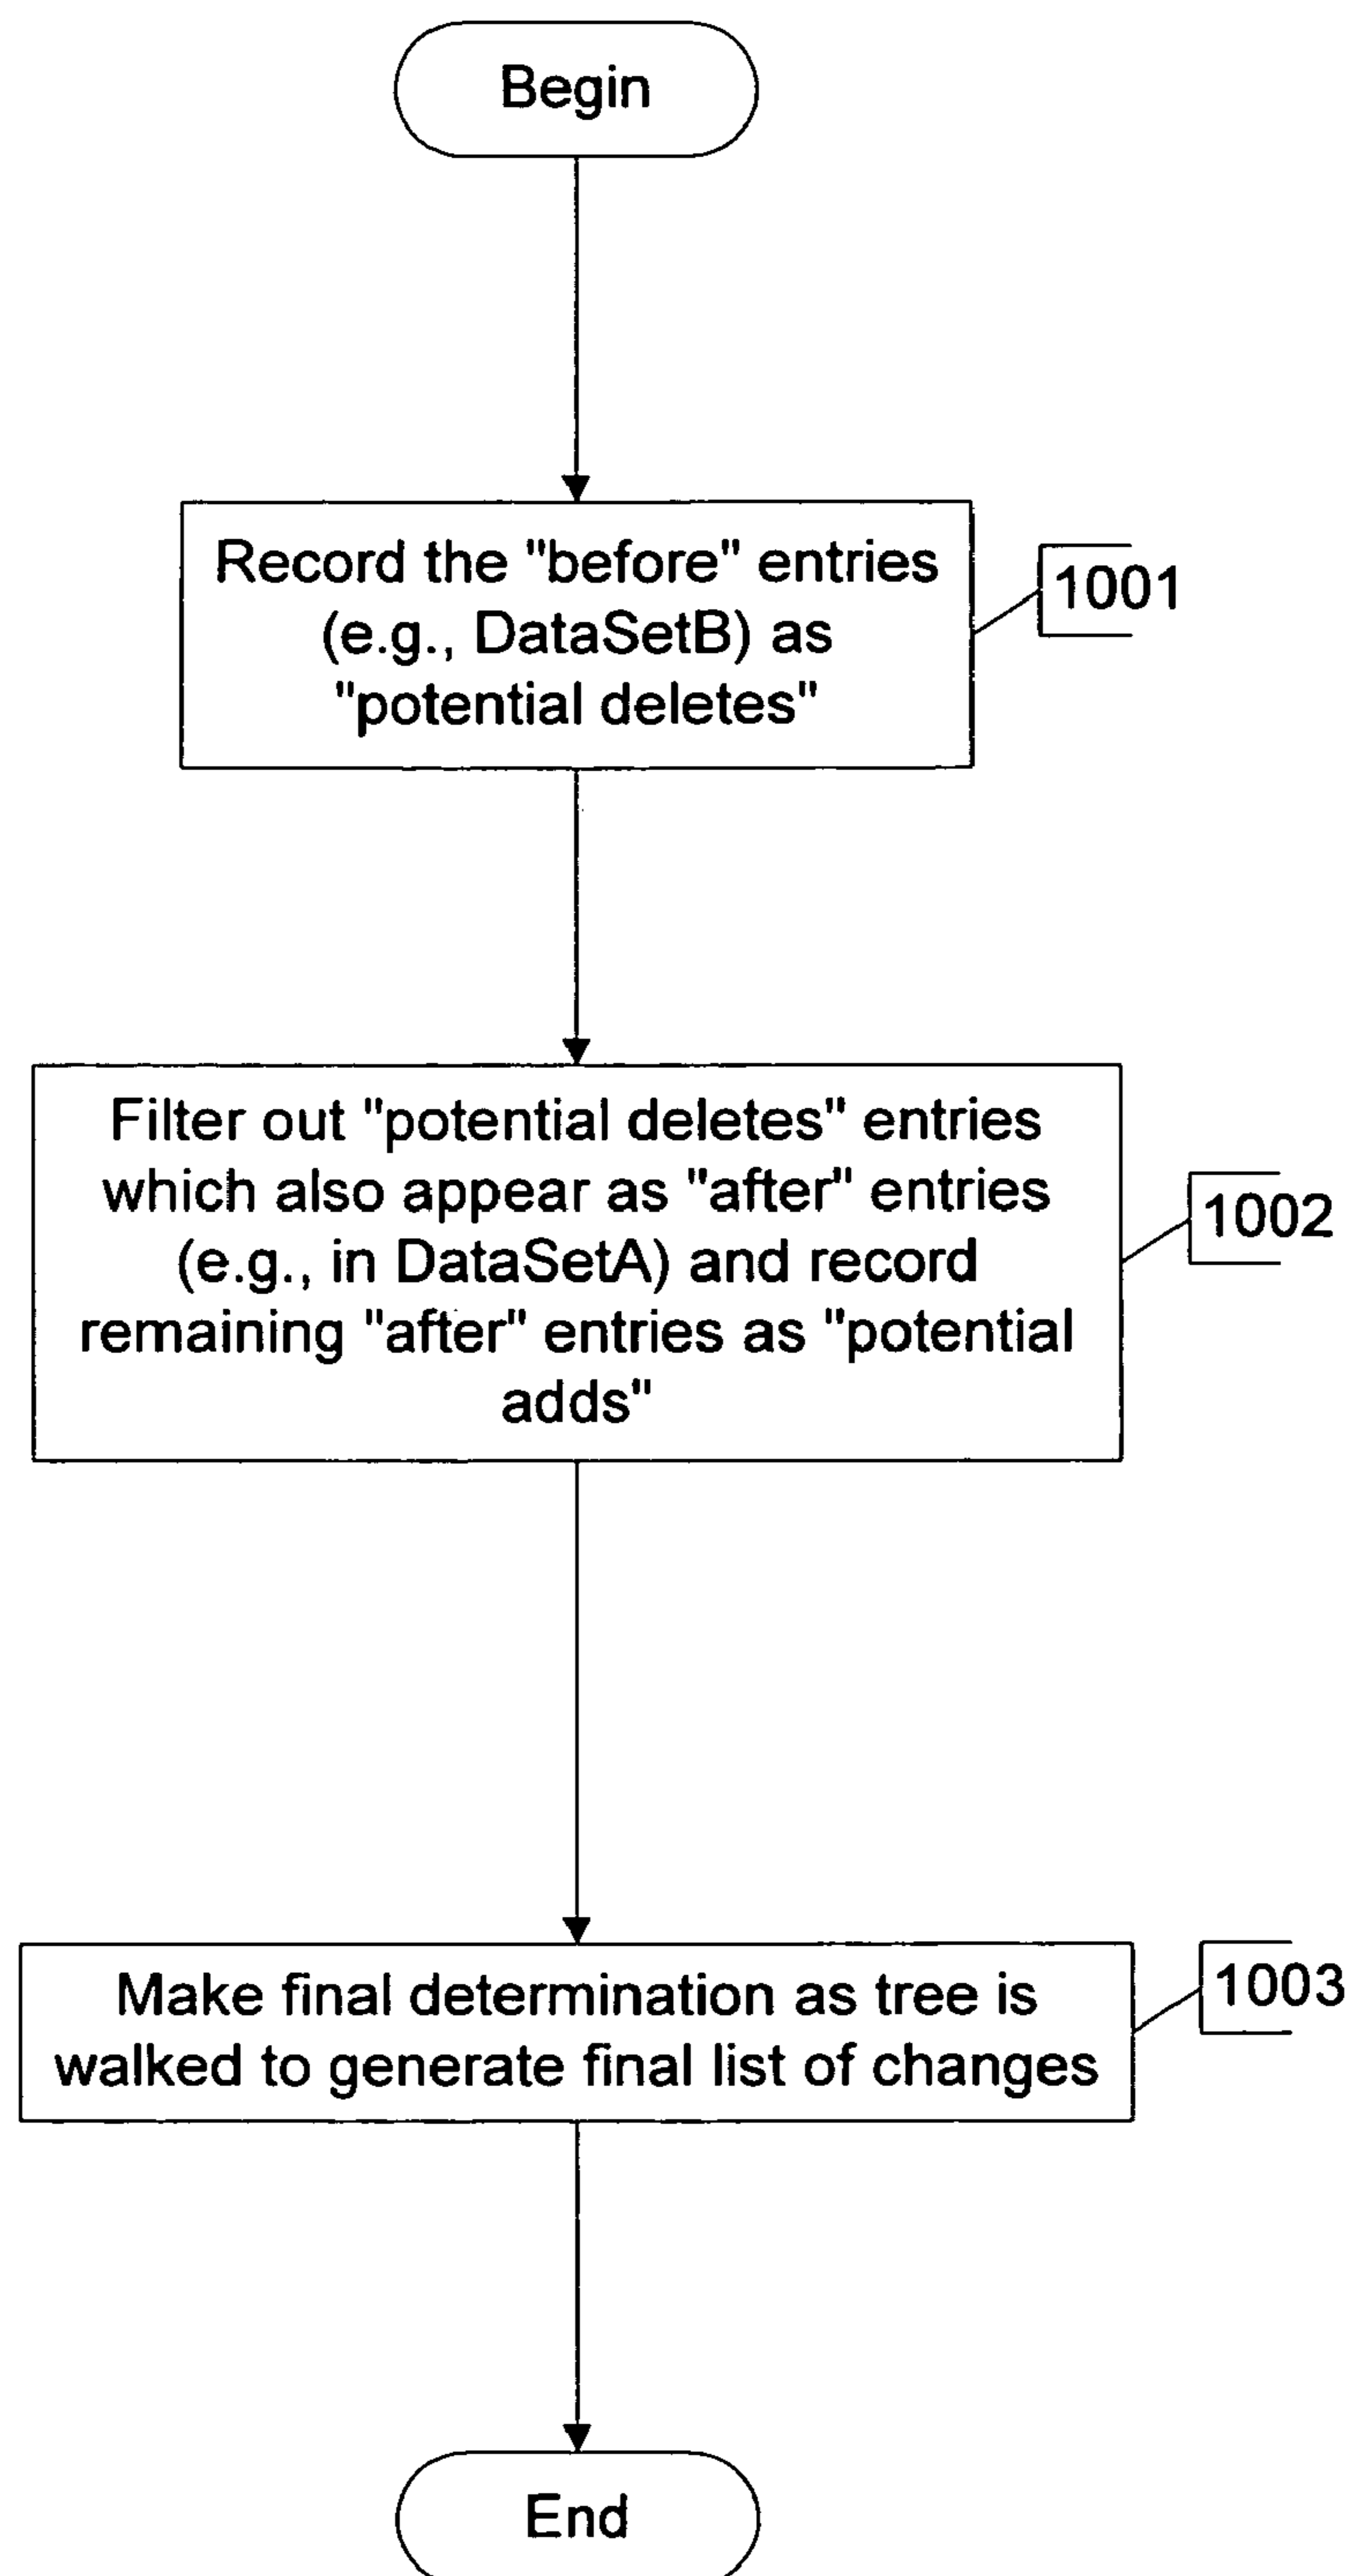 Begin
Record the "before" entries
(e.g., DataSetB) as
"potential deletes"
1001
Filter out "potential deletes" entries
which also appear as "after" entries
(e.g., in DataSetA) and record
remaining "after" entries as "potential
adds"
1002
Make final determination as tree is
walked to generate final list of changes
1003
End